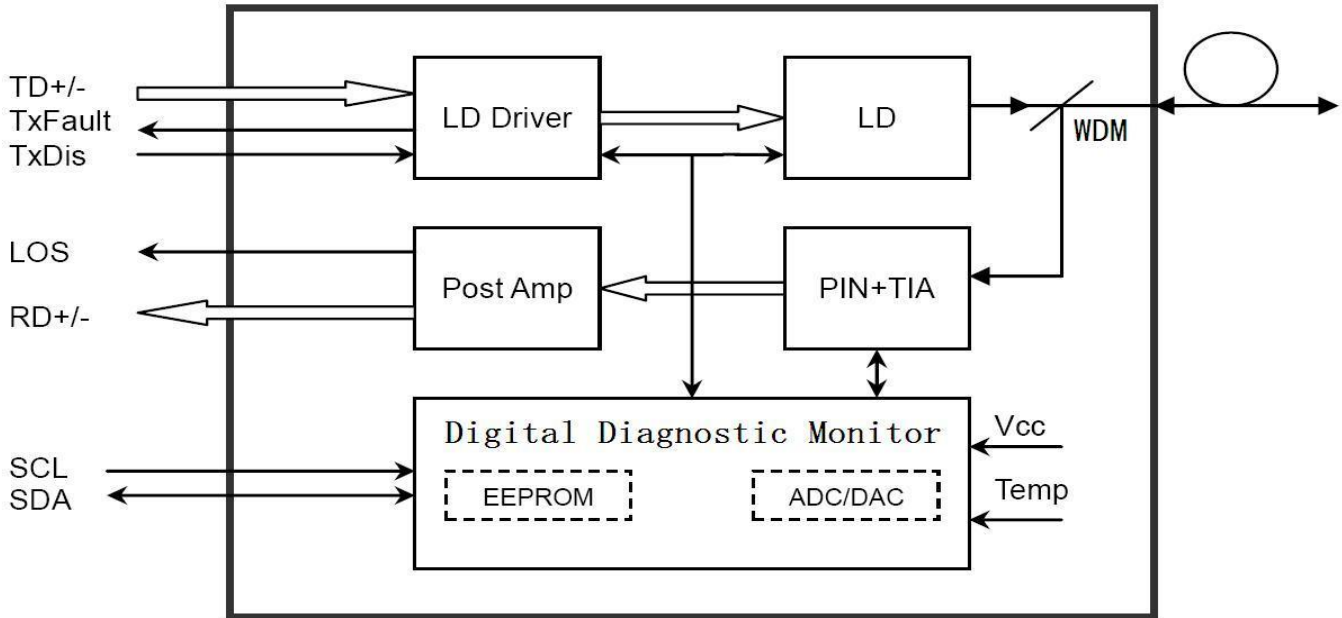 TD+/-
TxFault
TxDis
LD Driver
LD
WDM
LOS
RD+/-
Post Amp
PIN+TIA
Digital Diagnostic Monitor
EEPROM
ADC/DAC
SCL
SDA
Vcc
Temp